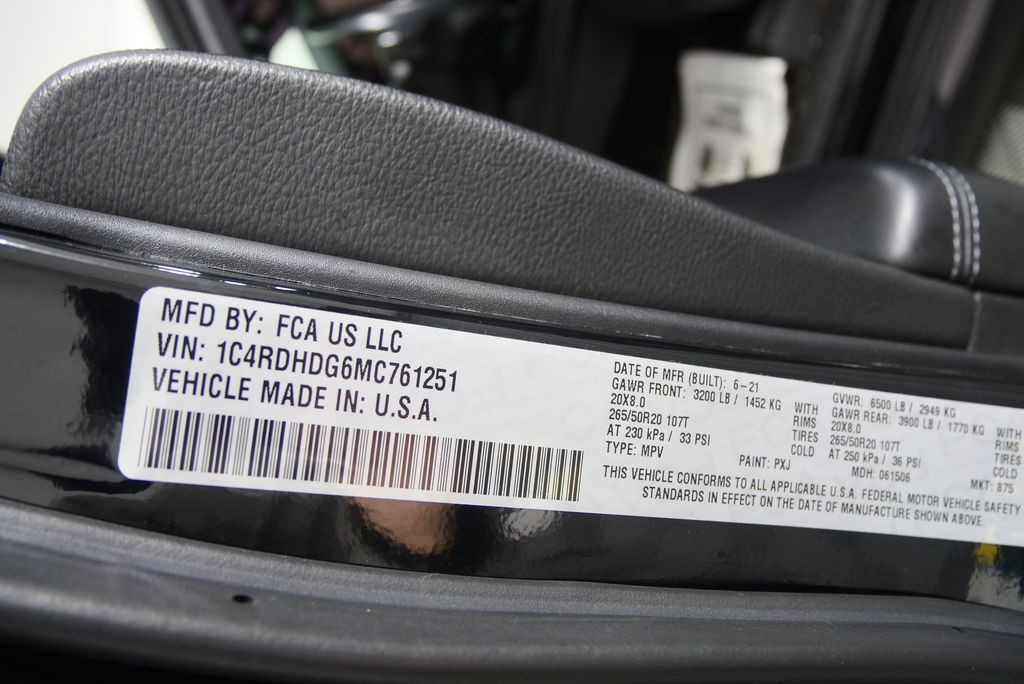 MFD BY: FCA US LLC
VIN: 1C4RDHDG6MC761251
VEHICLE MADE IN: U.S.A.
DATE OF MFR (BUILT): 6-21
GAWR FRONT: 3200 LB / 1452 KG WITH
20X8.0 RIMS
265/50R20 107T TIRES
AT 230 kPa / 33 PSI COLD
TYPE: MPV PAINT: PXJ
GVWR: 6500 LB / 2949 KG
GAWR REAR: 3900 LB / 1770 KG WITH
20X8.0 RIMS
265/50R20 107T TIRES
AT 250 kPa / 36 PSI COLD
MDH: 061506 MKT: 875
THIS VEHICLE CONFORMS TO ALL APPLICABLE U.S.A. FEDERAL MOTOR VEHICLE SAFETY
STANDARDS IN EFFECT ON THE DATE OF MANUFACTURE SHOWN ABOVE.